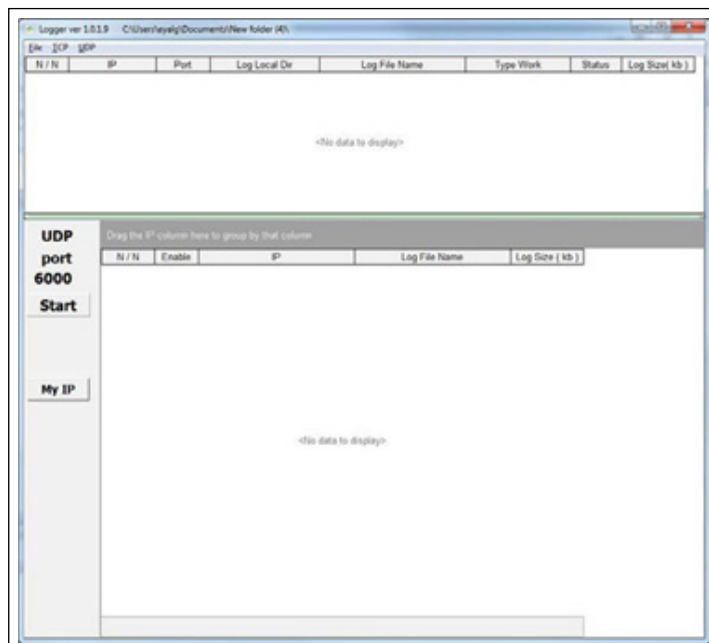 Logger ver 1.0.1.9 C:\Users\eyalg\Documents\New folder (4)\
File TCP UDP
N / N IP Port Log Local Dir Log File Name Type Work Status Log Size( kb )
<No data to display>
UDP
port
6000
Start
My IP
Drag the IP column here to group by that column
N / N Enable IP Log File Name Log Size ( kb )
<No data to display>